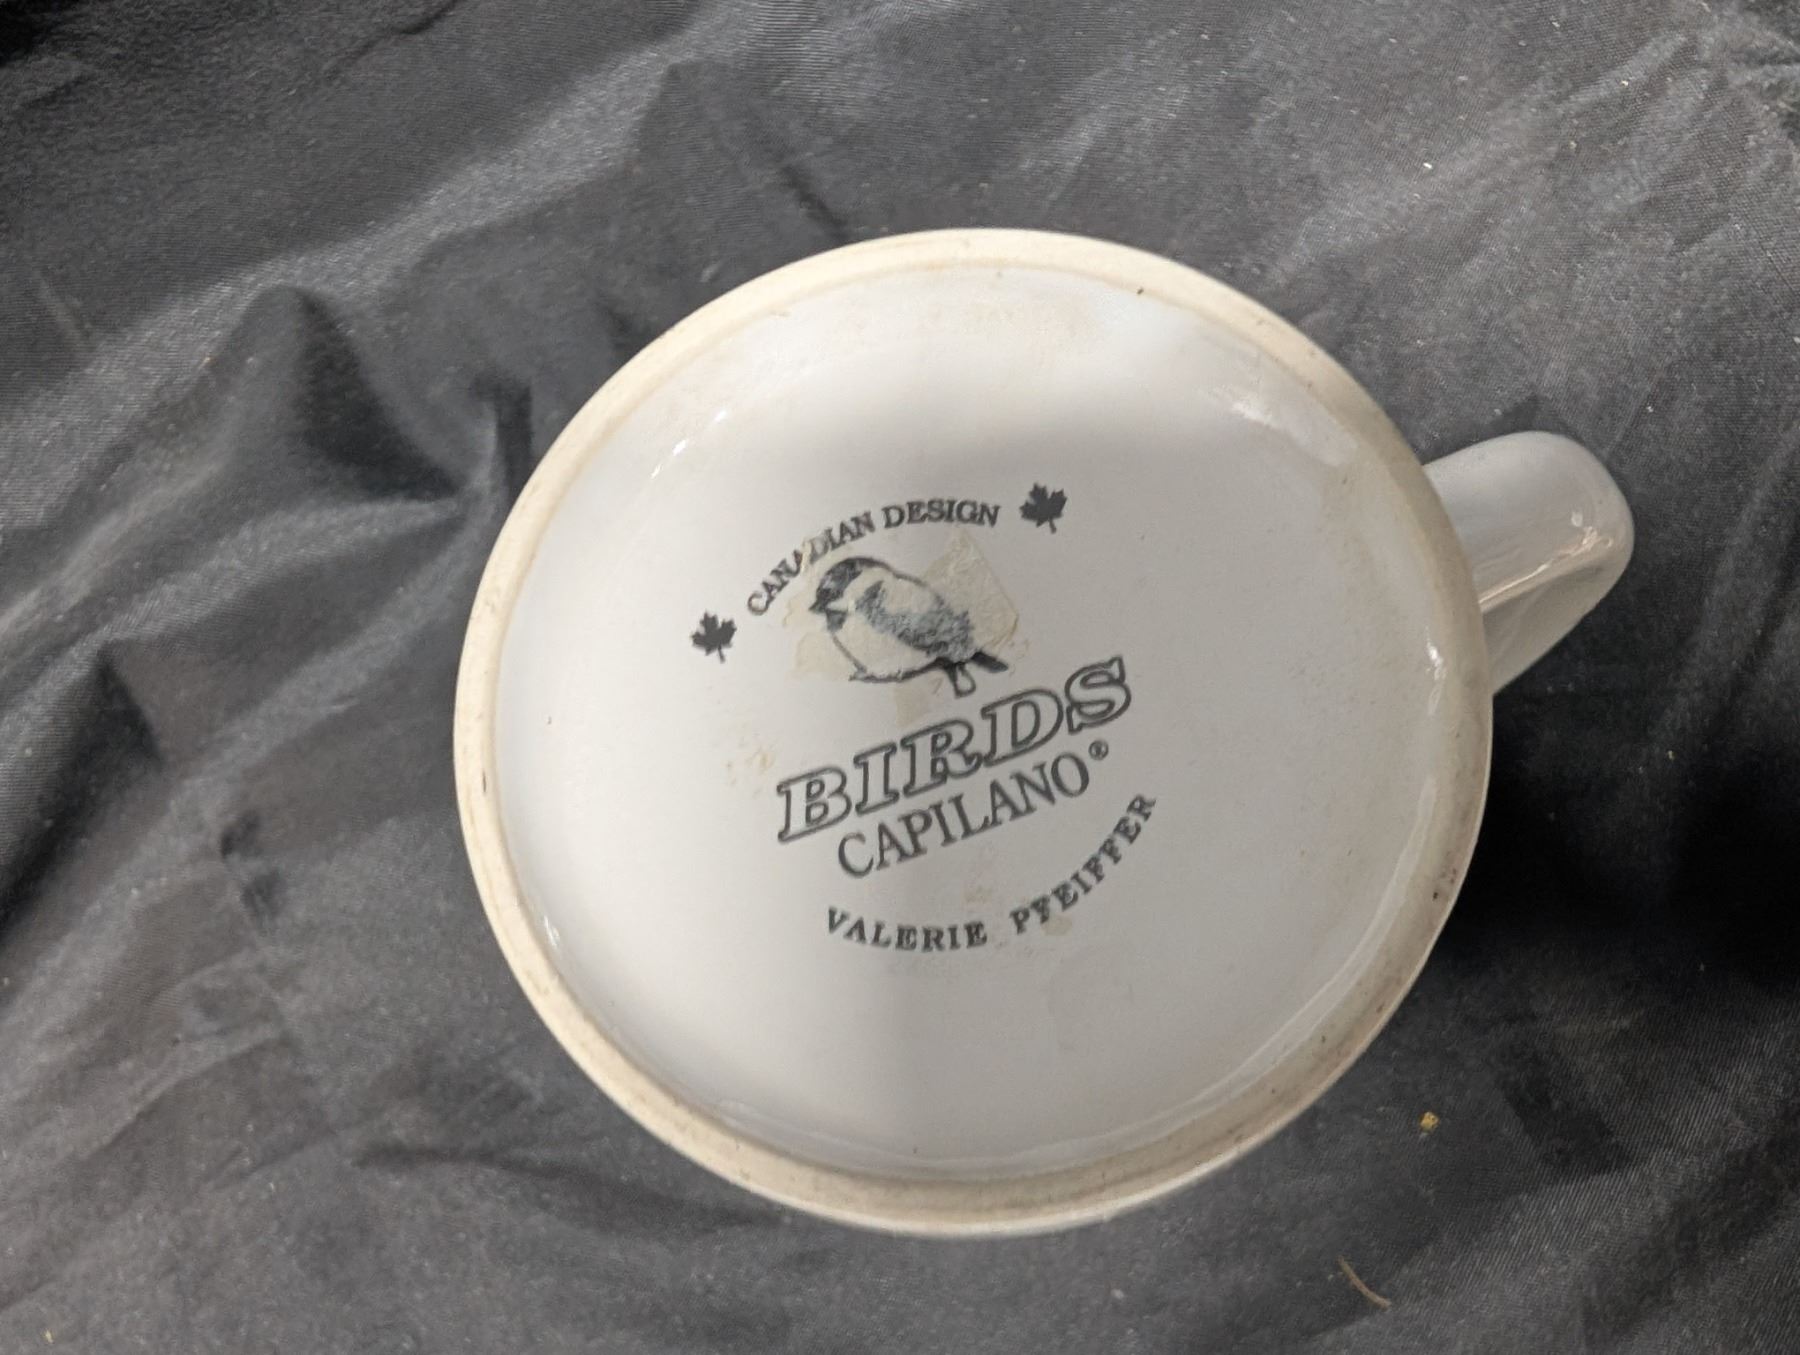 CANADIAN DESIGN
BIRDS
CAPILANO®
VALERIE PFEIFFER